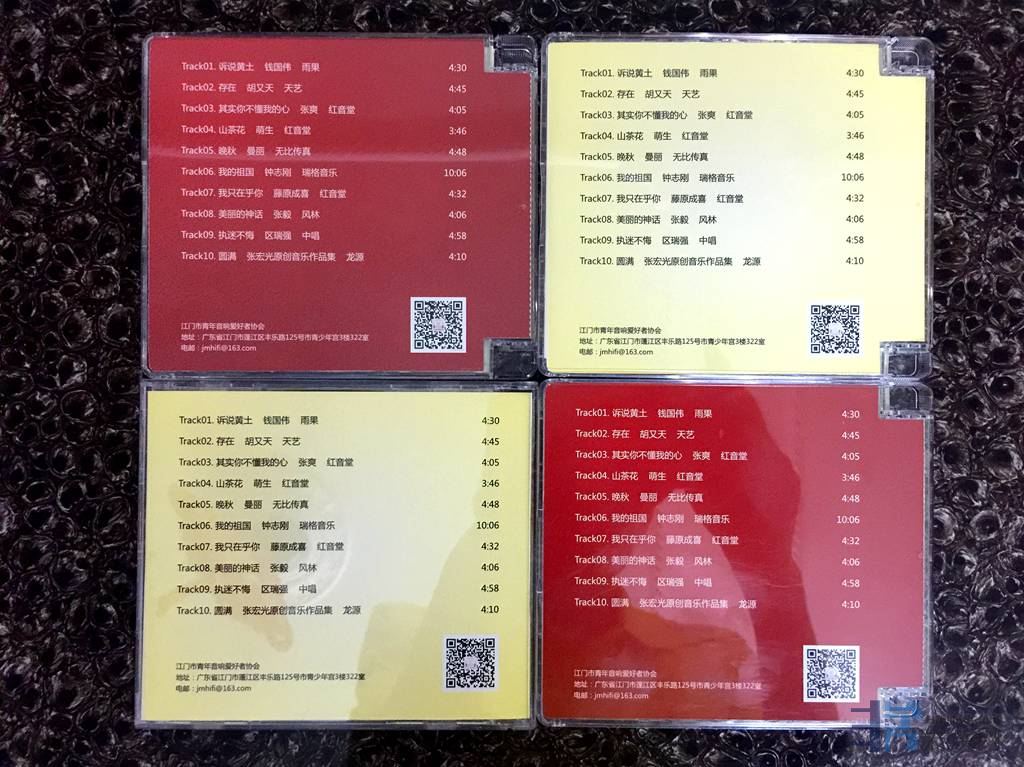 Track01. 诉说黄土 钱国伟 雨果 4:30
Track02. 存在 胡又天 天艺 4:45
Track03. 其实你不懂我的心 张爽 红音堂 4:05
Track04. 山茶花 萌生 红音堂 3:46
Track05. 晚秋 曼丽 无比传真 4:48
Track06. 我的祖国 钟志刚 瑞格音乐 10:06
Track07. 我只在乎你 藤原成喜 红音堂 4:32
Track08. 美丽的神话 张毅 风林 4:06
Track09. 执迷不悔 区瑞强 中唱 4:58
Track10. 圆满 张宏光原创音乐作品集 龙源 4:10
江门市青年音响爱好者协会
地址：广东省江门市蓬江区丰乐路125号市青少年宫3楼322室
电邮：jmhifi@163.com
Track01. 诉说黄土 钱国伟 雨果 4:30
Track02. 存在 胡又天 天艺 4:45
Track03. 其实你不懂我的心 张爽 红音堂 4:05
Track04. 山茶花 萌生 红音堂 3:46
Track05. 晚秋 曼丽 无比传真 4:48
Track06. 我的祖国 钟志刚 瑞格音乐 10:06
Track07. 我只在乎你 藤原成喜 红音堂 4:32
Track08. 美丽的神话 张毅 风林 4:06
Track09. 执迷不悔 区瑞强 中唱 4:58
Track10. 圆满 张宏光原创音乐作品集 龙源 4:10
江门市青年音响爱好者协会
地址：广东省江门市蓬江区丰乐路125号市青少年宫3楼322室
电邮：jmhifi@163.com
Track01. 诉说黄土 钱国伟 雨果 4:30
Track02. 存在 胡又天 天艺 4:45
Track03. 其实你不懂我的心 张爽 红音堂 4:05
Track04. 山茶花 萌生 红音堂 3:46
Track05. 晚秋 曼丽 无比传真 4:48
Track06. 我的祖国 钟志刚 瑞格音乐 10:06
Track07. 我只在乎你 藤原成喜 红音堂 4:32
Track08. 美丽的神话 张毅 风林 4:06
Track09. 执迷不悔 区瑞强 中唱 4:58
Track10. 圆满 张宏光原创音乐作品集 龙源 4:10
江门市青年音响爱好者协会
地址：广东省江门市蓬江区丰乐路125号市青少年宫3楼322室
电邮：jmhifi@163.com
Track01. 诉说黄土 钱国伟 雨果 4:30
Track02. 存在 胡又天 天艺 4:45
Track03. 其实你不懂我的心 张爽 红音堂 4:05
Track04. 山茶花 萌生 红音堂 3:46
Track05. 晚秋 曼丽 无比传真 4:48
Track06. 我的祖国 钟志刚 瑞格音乐 10:06
Track07. 我只在乎你 藤原成喜 红音堂 4:32
Track08. 美丽的神话 张毅 风林 4:06
Track09. 执迷不悔 区瑞强 中唱 4:58
Track10. 圆满 张宏光原创音乐作品集 龙源 4:10
江门市青年音响爱好者协会
地址：广东省江门市蓬江区丰乐路125号市青少年宫3楼322室
电邮：jmhifi@163.com